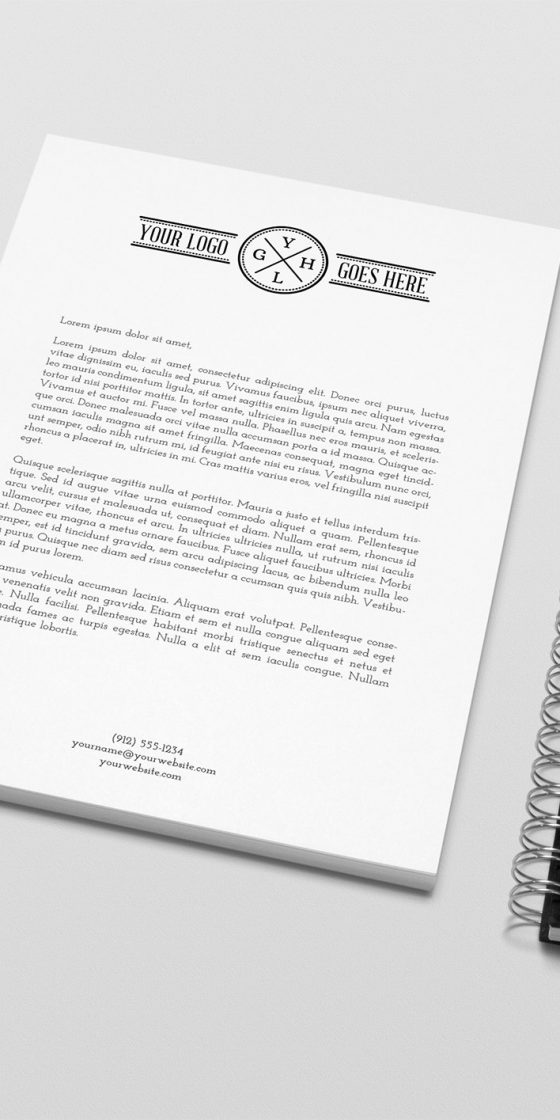 YOUR LOGO
Y
G H
L
GOES HERE
Lorem ipsum dolor sit amet,
Lorem ipsum dolor sit amet, consectetur adipiscing elit. Donec orci purus, luctus
vitae dignissim eu, iaculis sed purus. Vivamus faucibus, ipsum nec aliquet viverra,
leo mauris condimentum ligula, sit amet sagittis enim ligula quis arcu. Nam egestas
tortor id nisi porttitor mattis. In tortor ante, ultricies in suscipit a, tempus non massa.
Vivamus et auctor mi. Fusce vel massa nulla. Phasellus nec eros mauris, et sceleris-
que orci. Donec malesuada orci vitae nulla accumsan porta a id massa. Quisque ac-
cumsan iaculis magna sit amet fringilla. Maecenas consequat, magna eget tincid-
unt semper, odio nibh rutrum mi, id feugiat ante nisi eu risus. Vestibulum nunc orci,
rhoncus a placerat in, ultricies in mi. Cras mattis varius eros, vel fringilla nisi suscipit
eget.
Quisque scelerisque sagittis nulla at porttitor. Mauris a justo et tellus interdum tris-
tique. Sed id augue vitae urna euismod commodo aliquet a quam. Pellentesque
arcu velit, cursus et malesuada ut, consequat et diam. Nullam erat sem, rhoncus id
ullamcorper vitae, rhoncus et arcu. In ultricies ultricies nulla, ut rutrum nisi iaculis
at. Donec eu magna a metus ornare faucibus. Fusce aliquet faucibus ultricies. Morbi
emper, est id tincidunt gravida, sem arcu adipiscing lacus, ac bibendum nulla leo
purus. Quisque nec diam sed risus consectetur a ccumsan quis quis nibh. Vestibu-
m id purus lorem.
amus vehicula accumsan lacinia. Aliquam erat volutpat. Pellentesque conse-
venenatis velit non gravida. Etiam et sem et nulla congue aliquam sed eget
e. Nulla facilisi. Pellentesque habitant morbi tristique senectus et netus et
ada fames ac turpis egestas. Nulla a elit at sem iaculis congue. Nullam
ristique lobortis.
(912) 555-1234
yourname@yourwebsite.com
yourwebsite.com